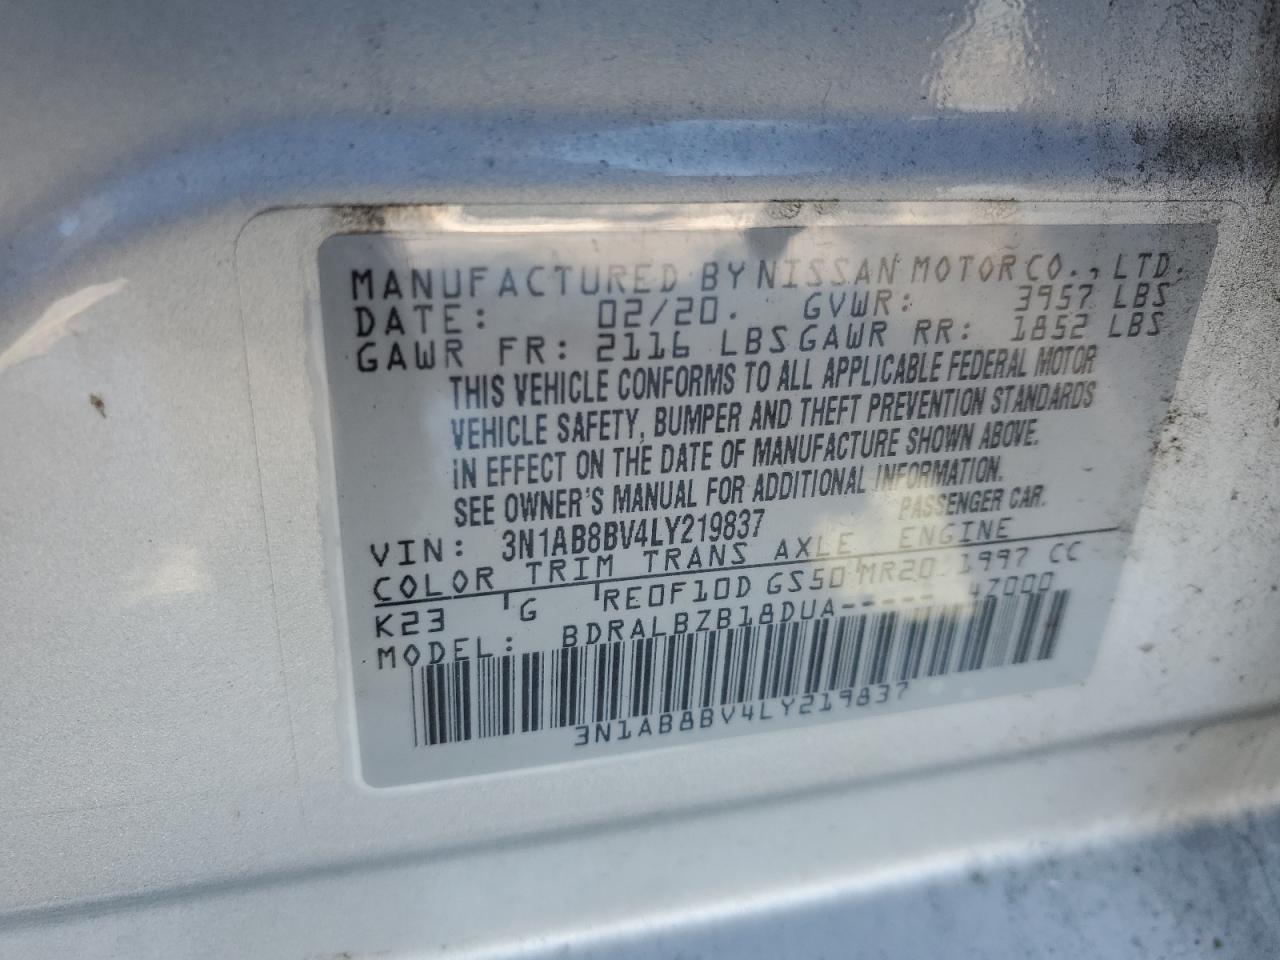 MANUFACTURED BY NISSAN MOTOR CO., LTD.
DATE: 02/20. GVWR: 3957 LBS
GAWR FR: 2116 LBS GAWR RR: 1852 LBS
THIS VEHICLE CONFORMS TO ALL APPLICABLE FEDERAL MOTOR
VEHICLE SAFETY, BUMPER AND THEFT PREVENTION STANDARDS
IN EFFECT ON THE DATE OF MANUFACTURE SHOWN ABOVE.
SEE OWNER'S MANUAL FOR ADDITIONAL INFORMATION.
VIN: 3N1AB8BV4LY219837 PASSENGER CAR.
COLOR TRIM TRANS AXLE ENGINE
K23 G RE0F10D GS50 MR20 1997 CC
MODEL: BDRALBZB18DUA----- 47000
3N1AB8BV4LY219837